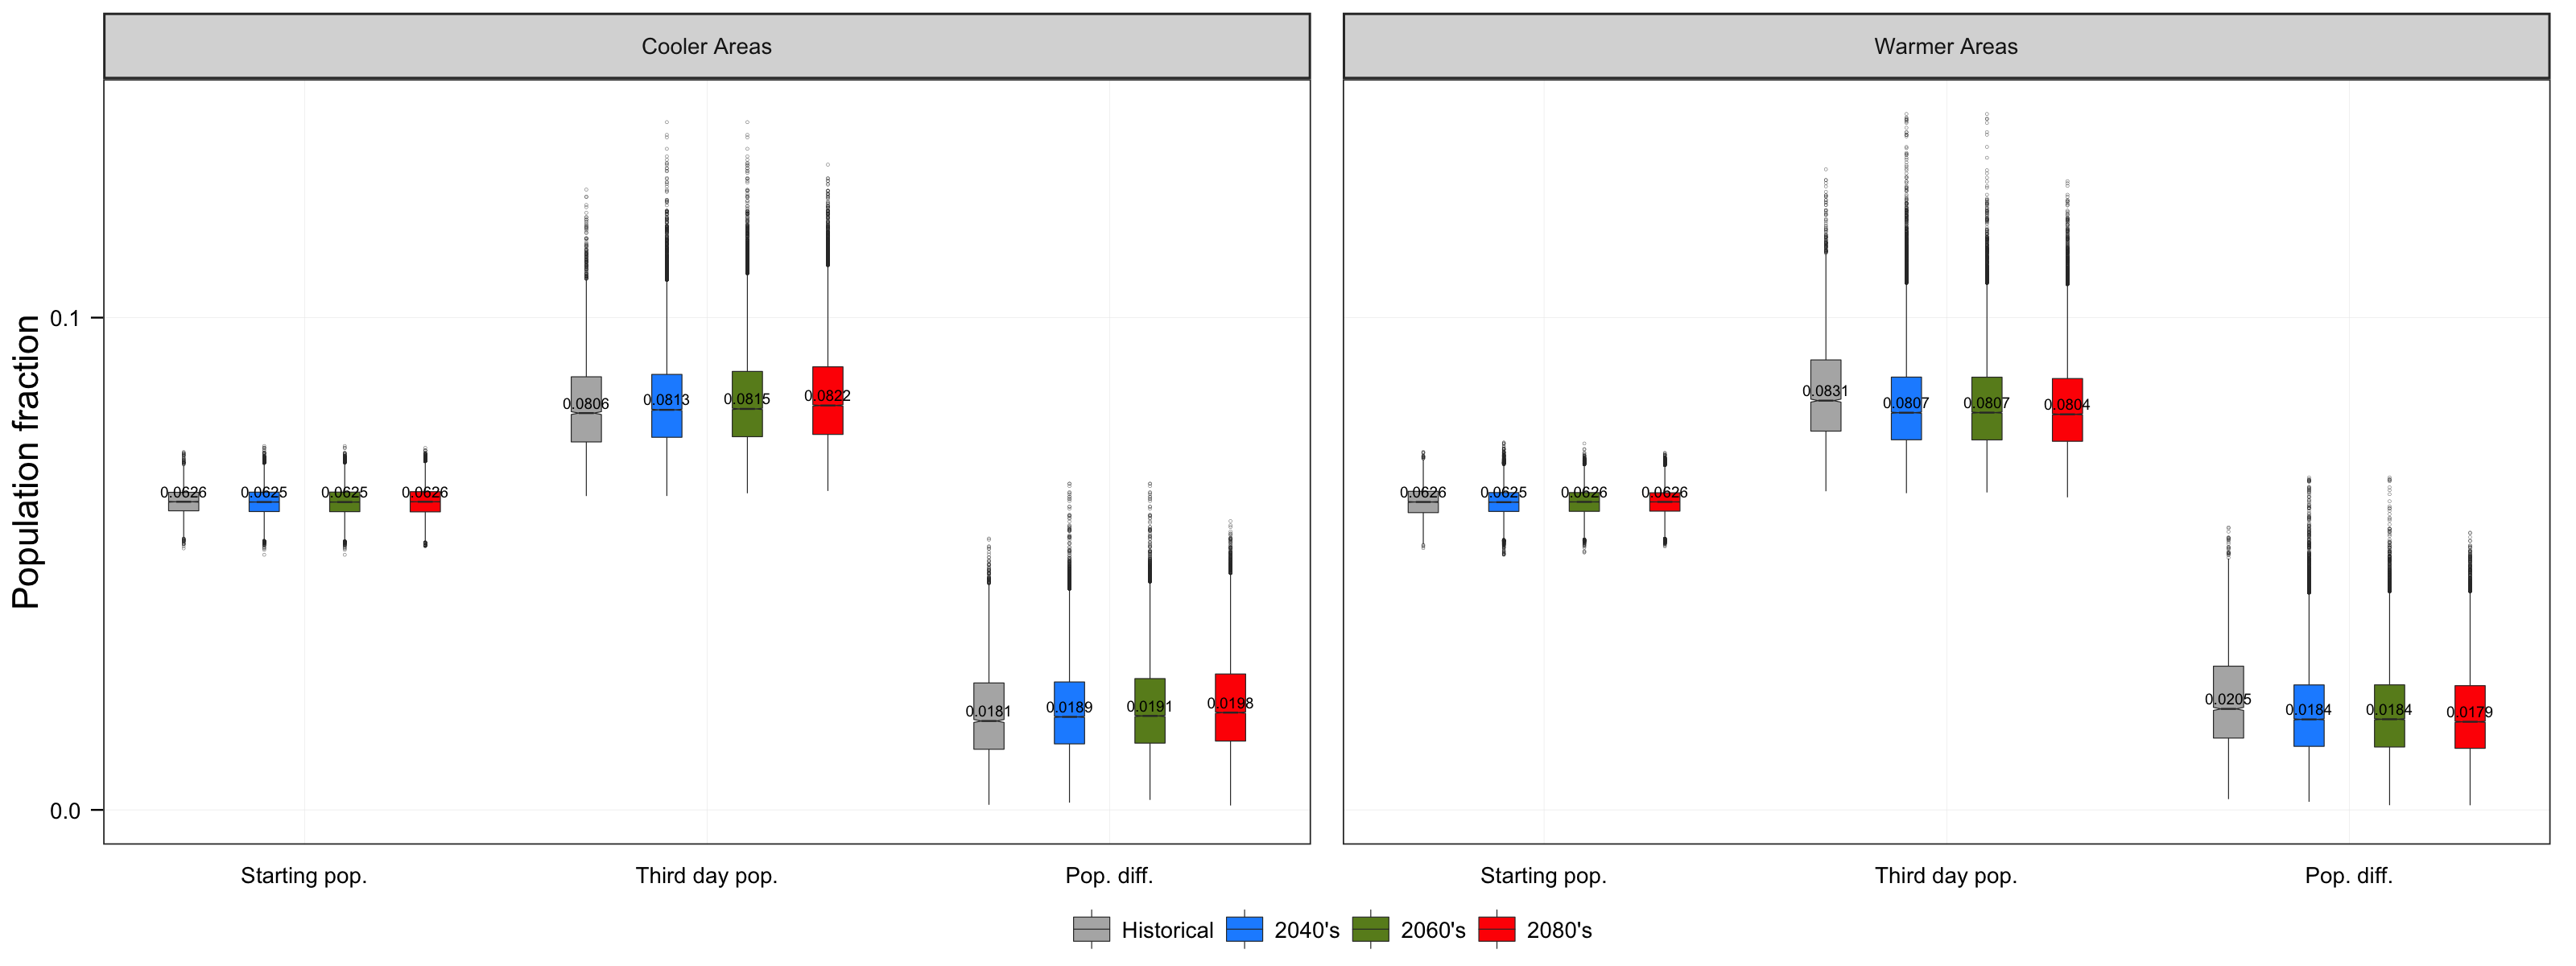 Cooler Areas
Warmer Areas
Population fraction
0.1
0.0
0.0626
0.0625
0.0625
0.0626
0.0806
0.0813
0.0815
0.0822
0.0181
0.0189
0.0191
0.0198
0.0626
0.0625
0.0626
0.0626
0.0831
0.0807
0.0807
0.0804
0.0205
0.0184
0.0184
0.0179
Starting pop.
Third day pop.
Pop. diff.
Starting pop.
Third day pop.
Pop. diff.
Historical
2040's
2060's
2080's